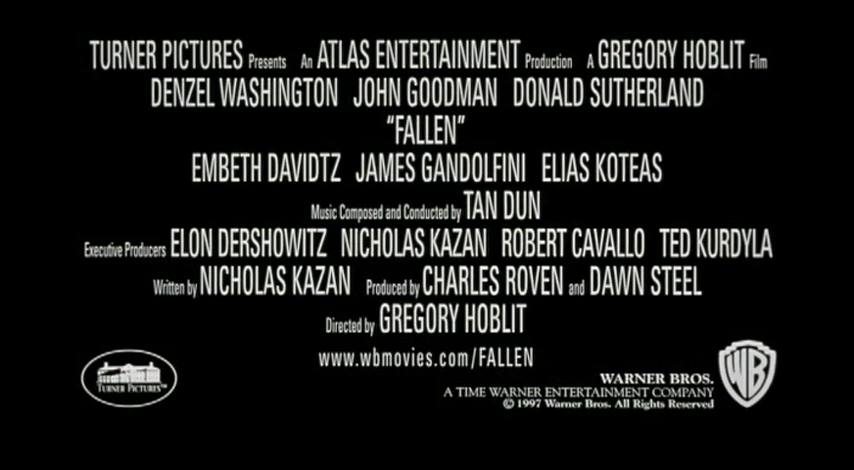 TURNER PICTURES Presents An ATLAS ENTERTAINMENT Production A GREGORY HOBLIT Film
DENZEL WASHINGTON JOHN GOODMAN DONALD SUTHERLAND
"FALLEN"
EMBETH DAVIDTZ JAMES GANDOLFINI ELIAS KOTEAS
Music Composed and Conducted by TAN DUN
Executive Producers ELON DERSHOWITZ NICHOLAS KAZAN ROBERT CAVALLO TED KURDYLA
Written by NICHOLAS KAZAN Produced by CHARLES ROVEN and DAWN STEEL
Directed by GREGORY HOBLIT
www.wbmovies.com/FALLEN
TURNER PICTURES™
WARNER BROS.
A TIME WARNER ENTERTAINMENT COMPANY
© 1997 Warner Bros. All Rights Reserved
WB